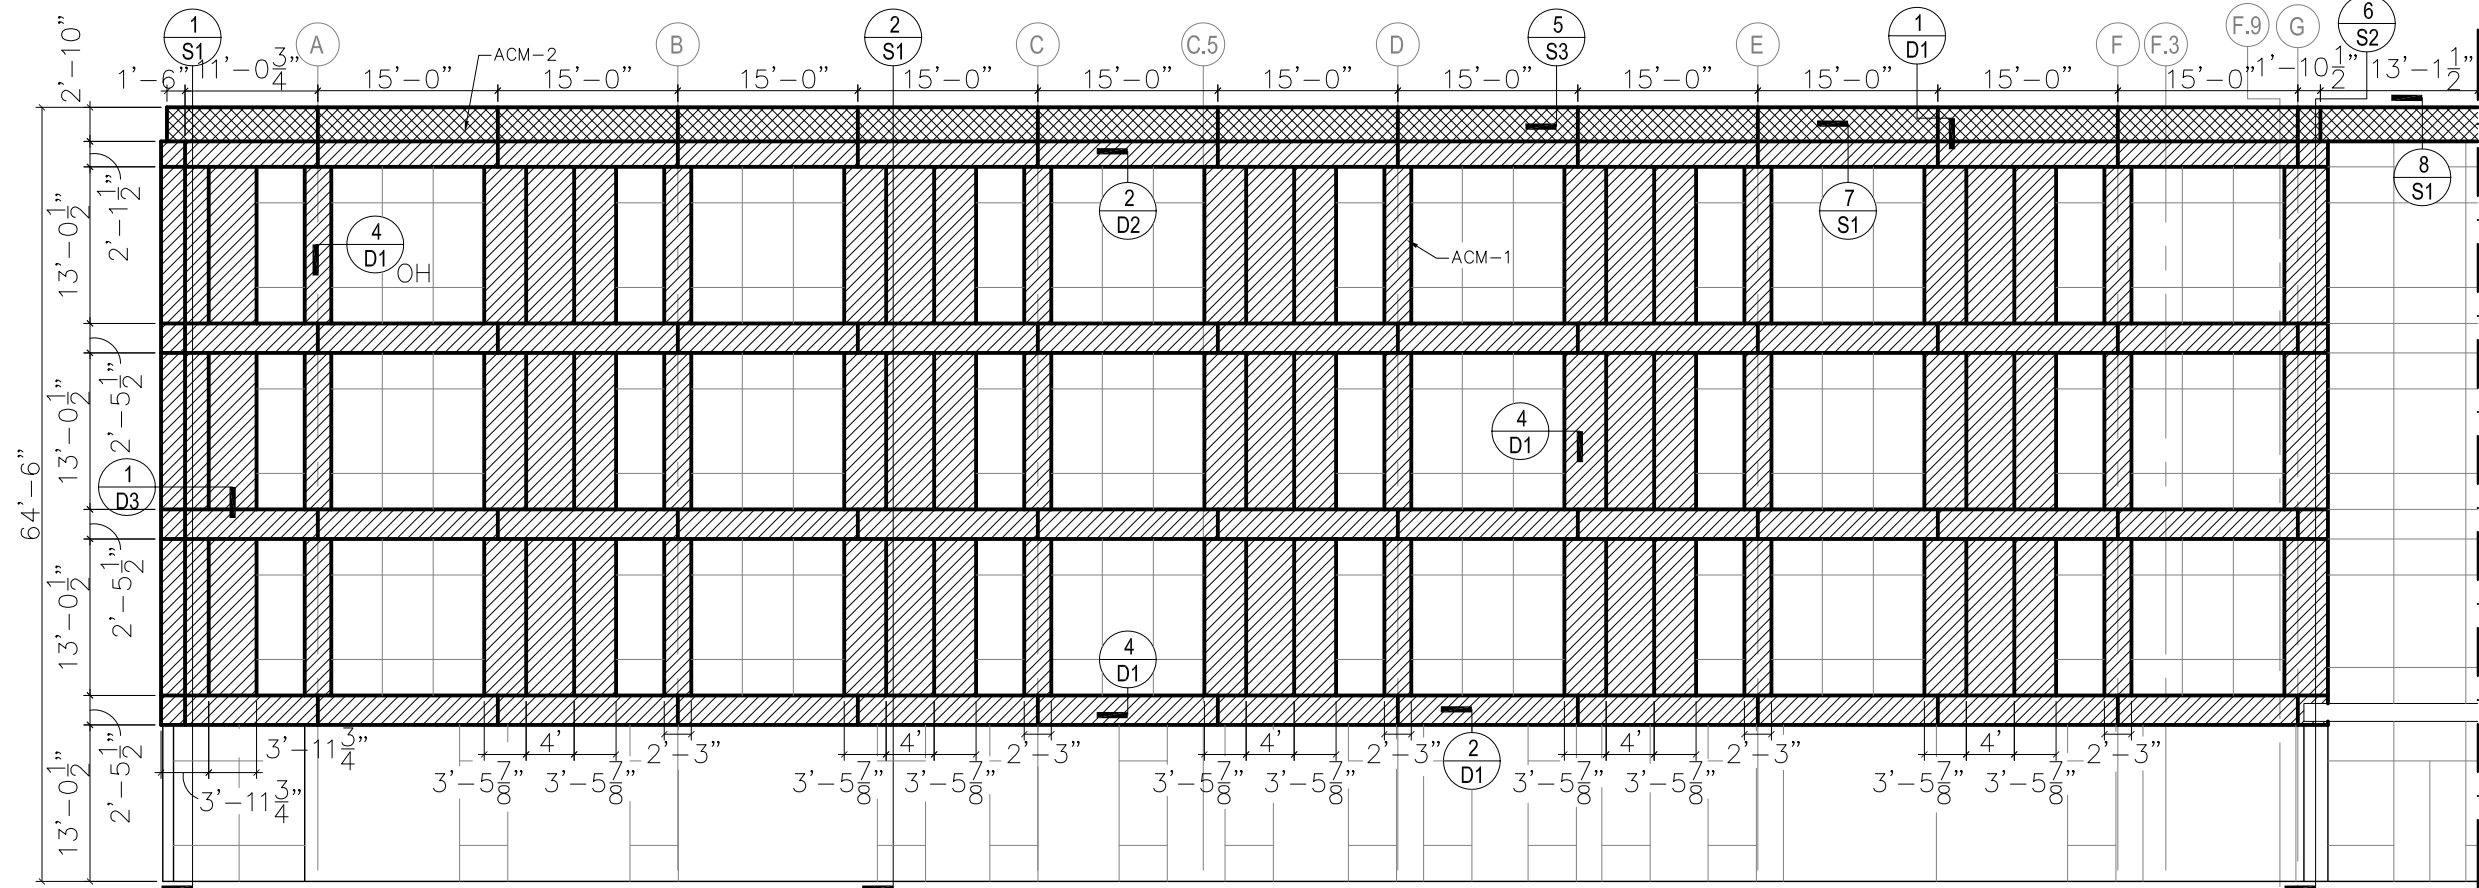 1
S1
A
B
2
S1
C
C.5
D
5
S3
E
1
D1
F
F.3
F.9
G
6
S2
ACM-2
1'-6"
11'-0 3/4"
15'-0"
15'-0"
15'-0"
15'-0"
15'-0"
15'-0"
15'-0"
15'-0"
15'-0"
15'-0"
15'-0"
1'-10 1/2"
13'-1 1/2"
2'-10"
2'-1 1/2"
13'-0 1/2"
2'-5 1/2"
13'-0 1/2"
2'-5 1/2"
13'-0 1/2"
2'-5 1/2"
13'-0 1/2"
64'-6"
4
D1
OH
2
D2
ACM-1
7
S1
8
S1
1
D3
4
D1
4
D1
2
D1
3'-11 3/4"
3'-11 3/4"
3'-5 7/8"
4'
3'-5 7/8"
2'-3"
3'-5 7/8"
4'
3'-5 7/8"
2'-3"
3'-5 7/8"
4'
3'-5 7/8"
2'-3"
3'-5 7/8"
4'
3'-5 7/8"
2'-3"
3'-5 7/8"
4'
3'-5 7/8"
2'-3"